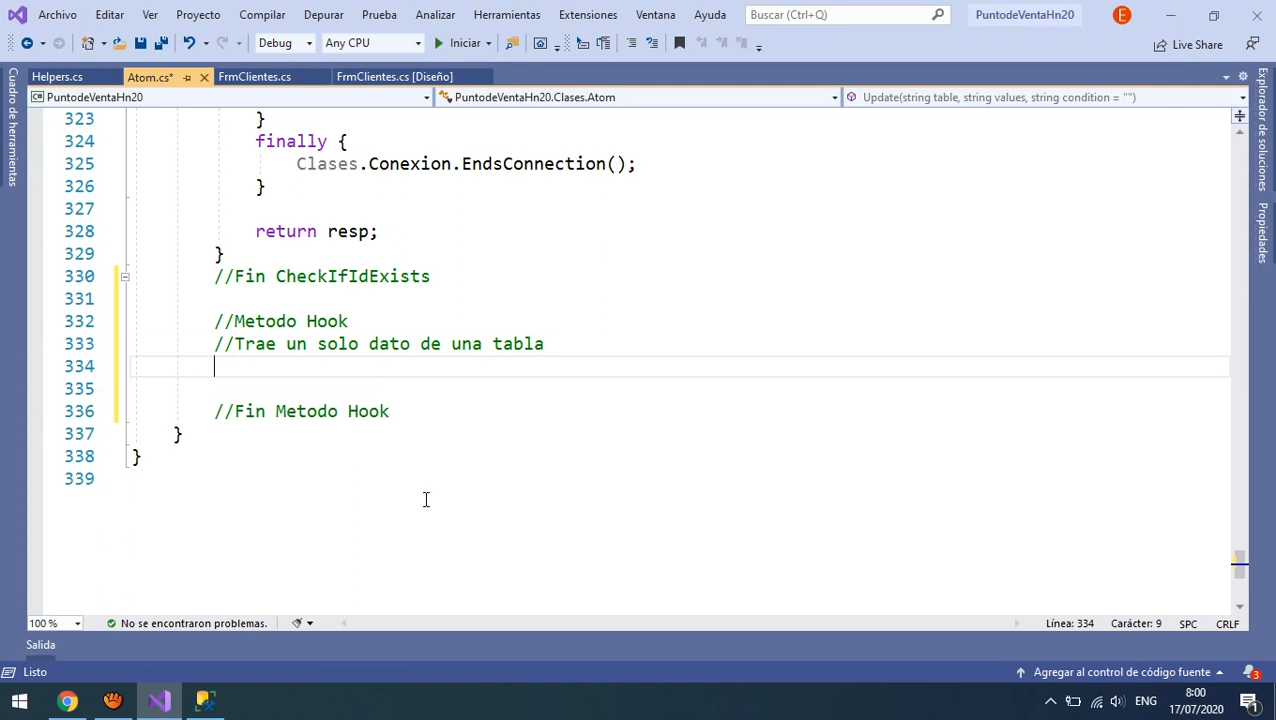 Archivo Editar Ver Proyecto Compilar Depurar Prueba Analizar Herramientas Extensiones Ventana Ayuda Buscar (Ctrl+Q) PuntodeVentaHn20 E
Debug Any CPU Iniciar Live Share
Helpers.cs Atom.cs* FrmClientes.cs FrmClientes.cs [Diseño]
PuntodeVentaHn20 PuntodeVentaHn20.Clases.Atom Update(string table, string values, string condition = "")
Cuadro de herramientas
Explorador de soluciones
Propiedades
323 }
324 finally {
325 Clases.Conexion.EndsConnection();
326 }
327
328 return resp;
329 }
330 //Fin CheckIfIdExists
331
332 //Metodo Hook
333 //Trae un solo dato de una tabla
334
335
336 //Fin Metodo Hook
337 }
338 }
339
100 % No se encontraron problemas. Línea: 334 Carácter: 9 SPC CRLF
Salida
Listo Agregar al control de código fuente 3
ENG 8:00
17/07/2020 1